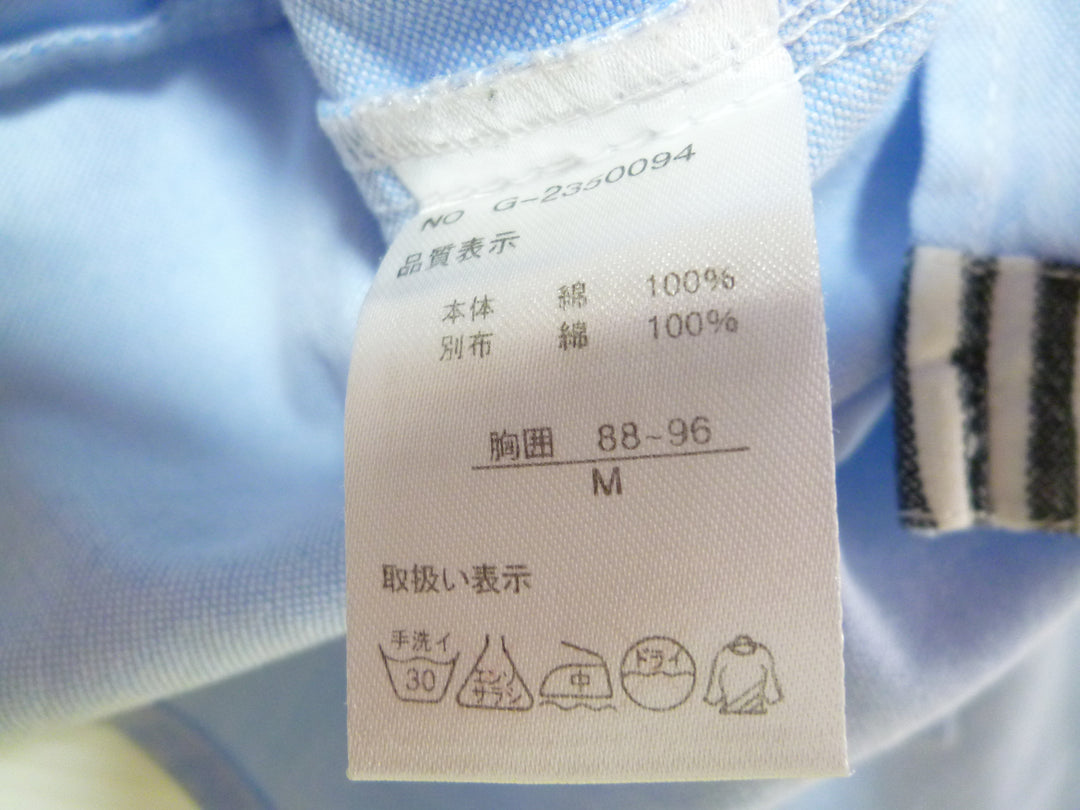 NO G-2350094
品質表示
本体 綿 100%
別布 綿 100%
胸囲 88~96
M
取扱い表示
手洗イ
30
エンソ
サラシ
中
ドライ